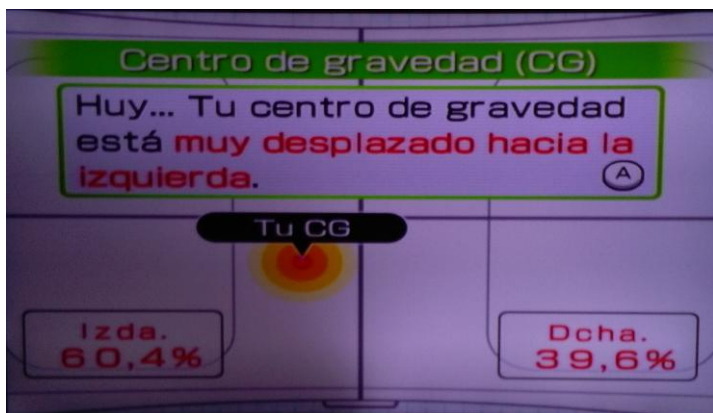 Centro de gravedad (CG)
Huy... Tu centro de gravedad
está muy desplazado hacia la
izquierda.
A
Tu CG
Izda.
60,4%
Dcha.
39,6%